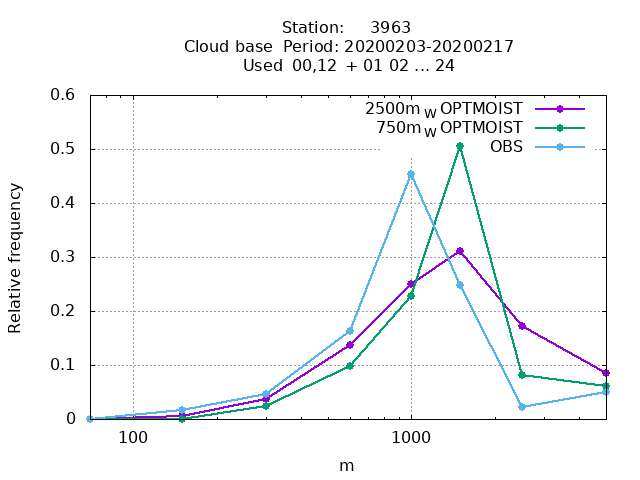 Station: 3963
Cloud base Period: 20200203-20200217
Used 00,12 + 01 02 ... 24
0.6
0.5
0.4
0.3
0.2
0.1
0
Relative frequency
2500m W OPTMOIST
750m W OPTMOIST
OBS
100 1000
m